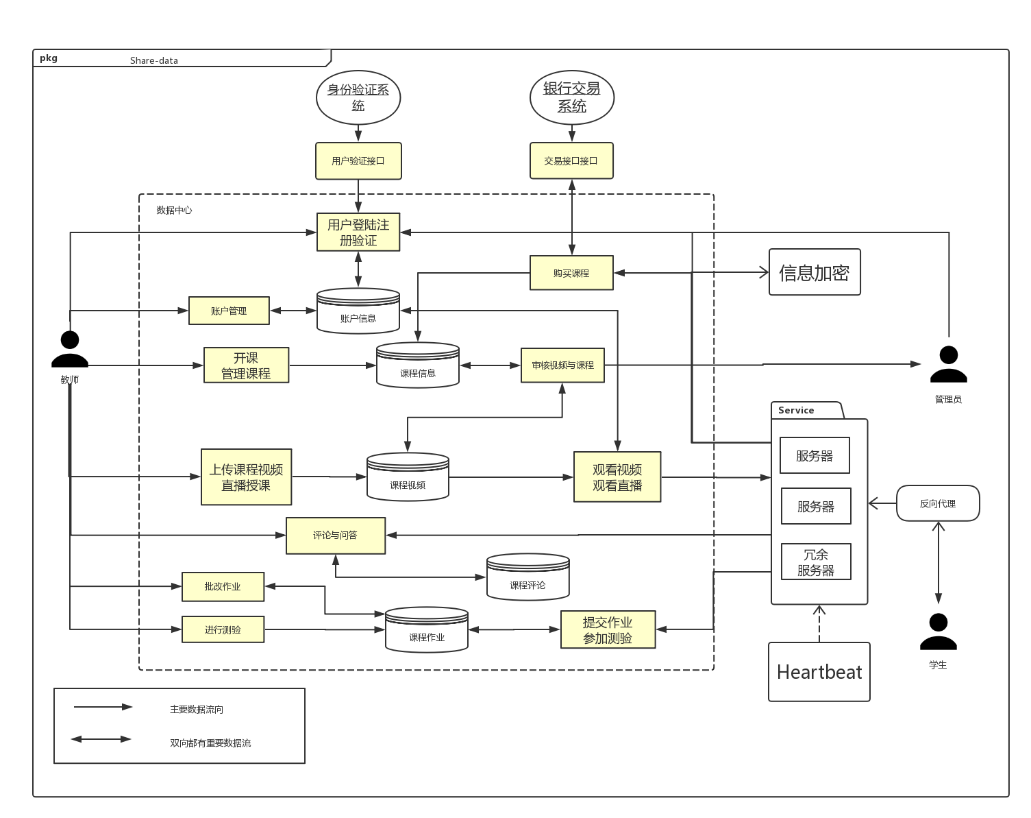 pkg
Share-data
身份验证系
统
银行交易
系统
用户验证接口
交易接口接口
数据中心
用户登陆注
册验证
购买课程
信息加密
账户管理
账户信息
教师
开课
管理课程
课程信息
审核视频与课程
管理员
Service
服务器
上传课程视频
直播授课
课程视频
观看视频
观看直播
服务器
反向代理
评论与问答
冗余
服务器
课程评论
批改作业
进行测验
课程作业
提交作业
参加测验
学生
Heartbeat
主要数据流向
双向都有重要数据流